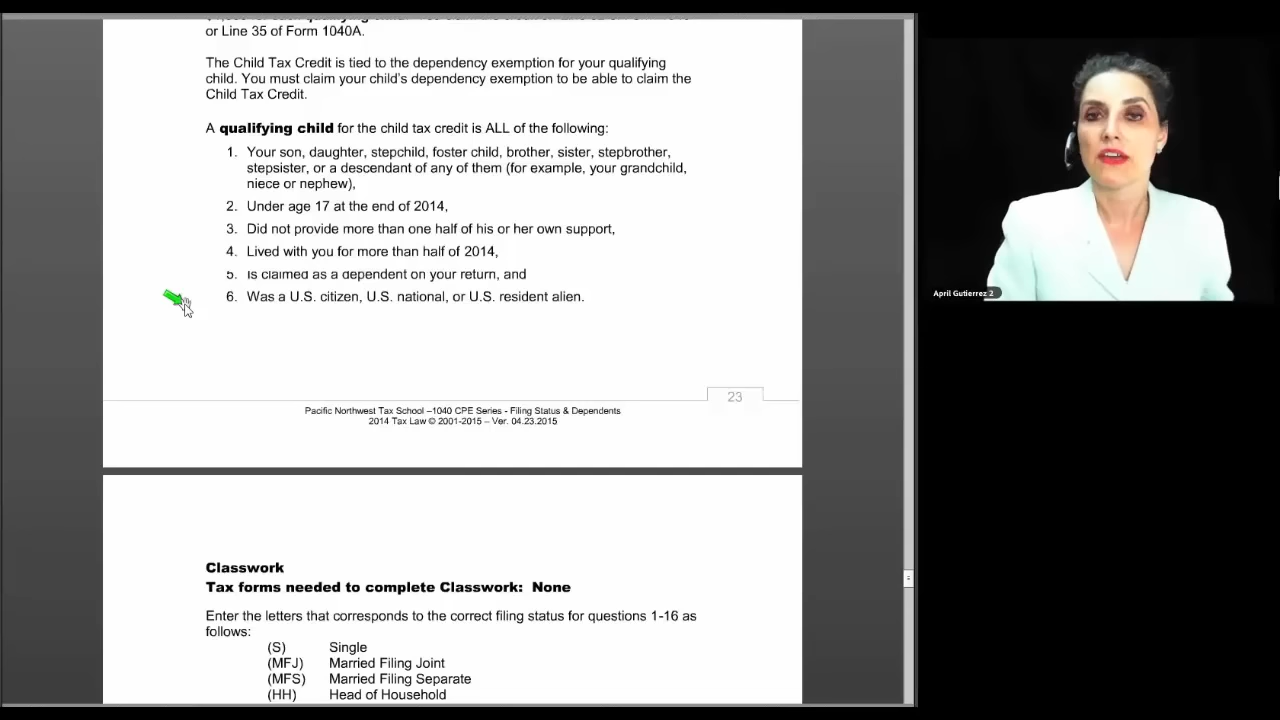 or Line 35 of Form 1040A.
The Child Tax Credit is tied to the dependency exemption for your qualifying
child. You must claim your child's dependency exemption to be able to claim the
Child Tax Credit.
A qualifying child for the child tax credit is ALL of the following:
1. Your son, daughter, stepchild, foster child, brother, sister, stepbrother,
stepsister, or a descendant of any of them (for example, your grandchild,
niece or nephew),
2. Under age 17 at the end of 2014,
3. Did not provide more than one half of his or her own support,
4. Lived with you for more than half of 2014,
5. Is claimed as a dependent on your return, and
6. Was a U.S. citizen, U.S. national, or U.S. resident alien.
23
Pacific Northwest Tax School –1040 CPE Series - Filing Status & Dependents
2014 Tax Law © 2001-2015 – Ver. 04.23.2015
Classwork
Tax forms needed to complete Classwork: None
Enter the letters that corresponds to the correct filing status for questions 1-16 as
follows:
(S) Single
(MFJ) Married Filing Joint
(MFS) Married Filing Separate
(HH) Head of Household
April Gutierrez 2